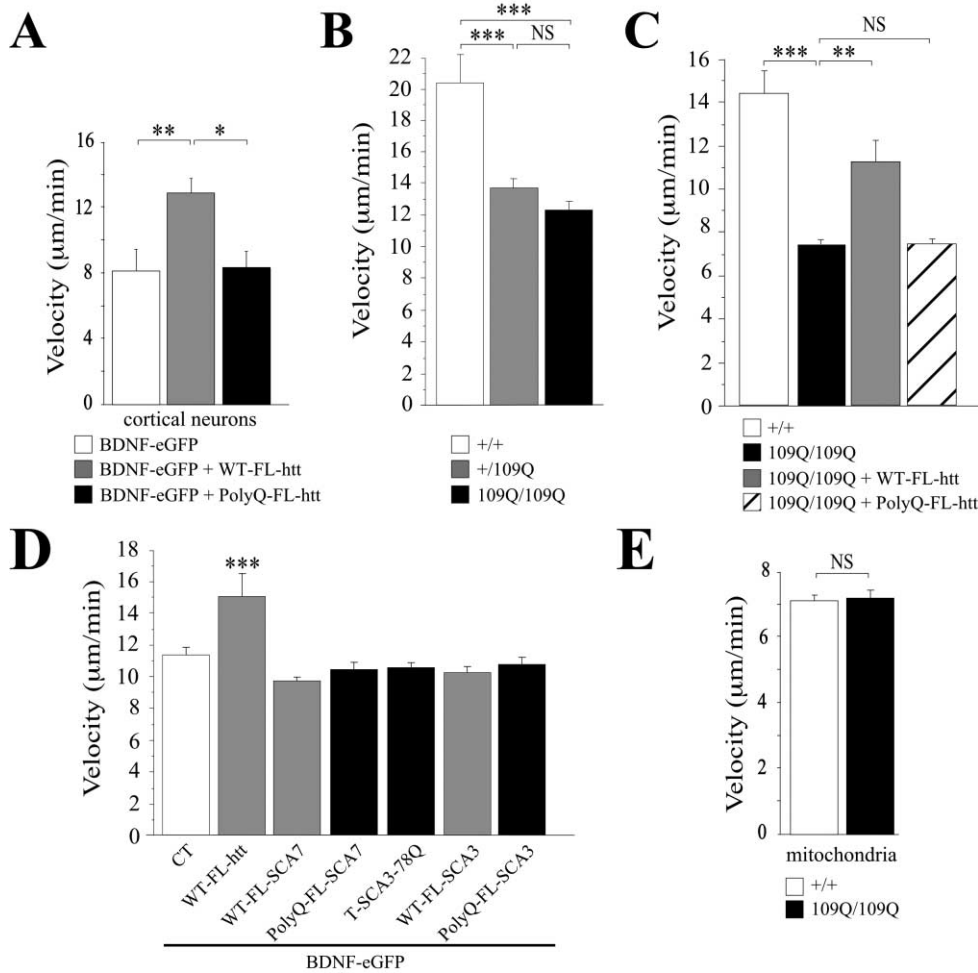 A
Velocity (µm/min)
16
12
8
4
0
**
*
cortical neurons
BDNF-eGFP
BDNF-eGFP + WT-FL-htt
BDNF-eGFP + PolyQ-FL-htt
B
Velocity (µm/min)
22
20
18
16
14
12
10
8
6
4
2
0
***
***
NS
+/+
+/109Q
109Q/109Q
C
Velocity (µm/min)
16
14
12
10
8
6
4
2
0
NS
***
**
+/+
109Q/109Q
109Q/109Q + WT-FL-htt
109Q/109Q + PolyQ-FL-htt
D
Velocity (µm/min)
18
16
14
12
10
8
6
4
2
0
***
CT
WT-FL-htt
WT-FL-SCA7
PolyQ-FL-SCA7
T-SCA3-78Q
WT-FL-SCA3
PolyQ-FL-SCA3
BDNF-eGFP
E
Velocity (µm/min)
8
6
4
2
0
NS
mitochondria
+/+
109Q/109Q